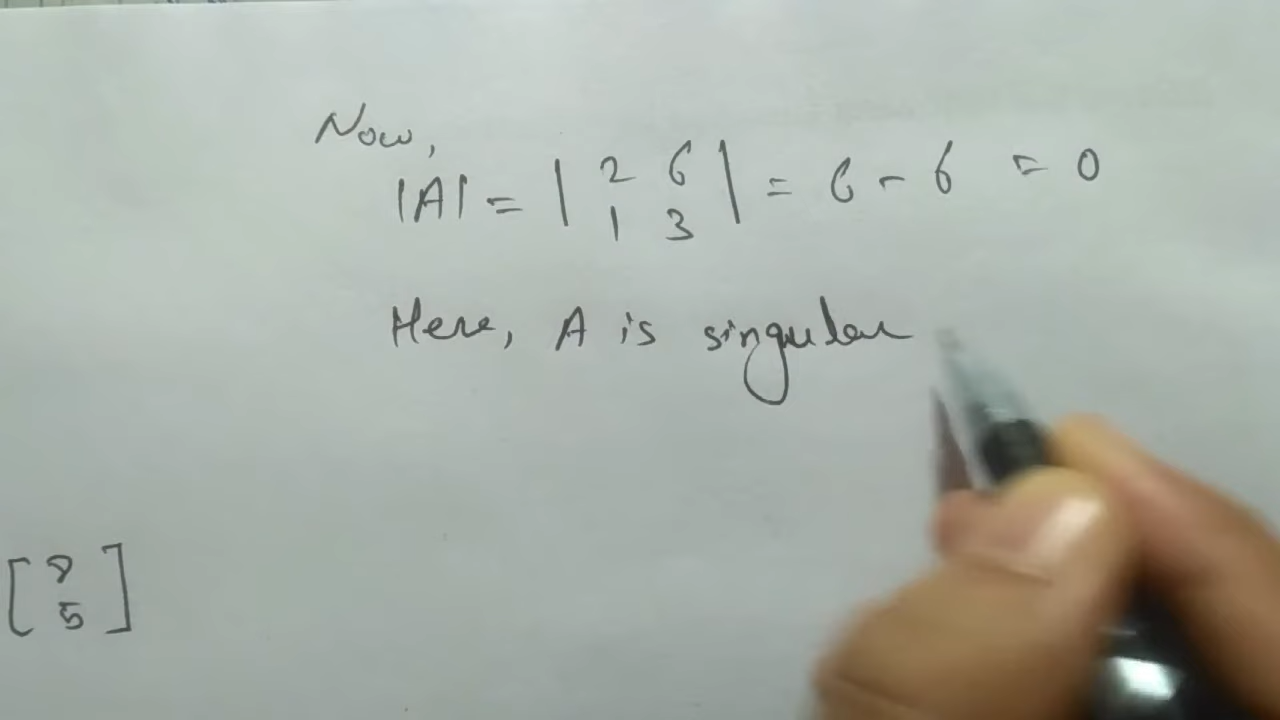 Now,
|A| = | 2 6 | = 6 - 6 = 0
1 3
Here, A is singular
[ 8 ]
5